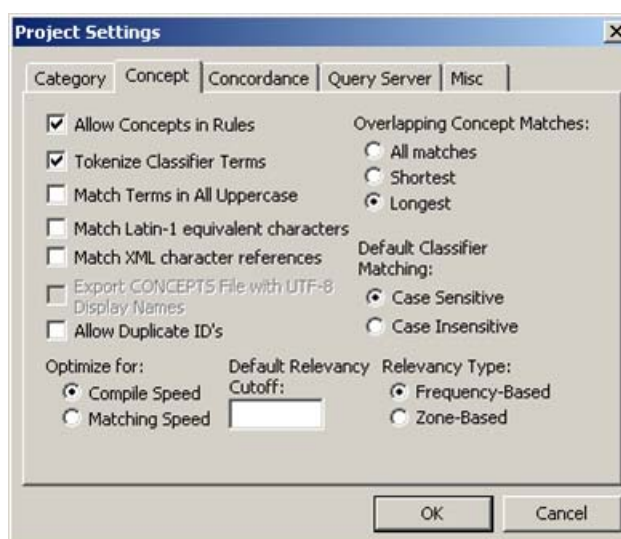 Project Settings
Category Concept Concordance Query Server Misc
Allow Concepts in Rules
Tokenize Classifier Terms
Match Terms in All Uppercase
Match Latin-1 equivalent characters
Match XML character references
Export CONCEPTS File with UTF-8
Display Names
Allow Duplicate ID's
Overlapping Concept Matches:
All matches
Shortest
Longest
Default Classifier
Matching:
Case Sensitive
Case Insensitive
Optimize for:
Compile Speed
Matching Speed
Default Relevancy
Cutoff:
Relevancy Type:
Frequency-Based
Zone-Based
OK Cancel